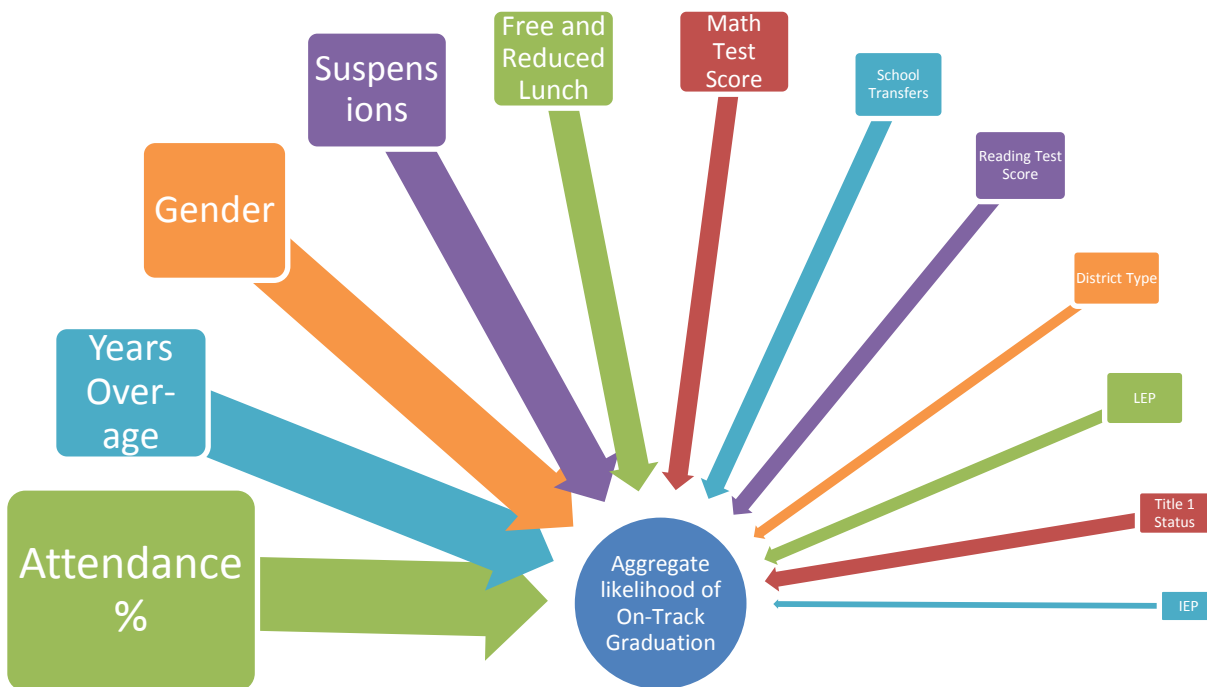 Attendance
%
Years
Over-
age
Gender
Suspens
ions
Free and
Reduced
Lunch
Math
Test
Score
School
Transfers
Reading Test
Score
District Type
LEP
Title 1
Status
IEP
Aggregate
likelihood of
On-Track
Graduation